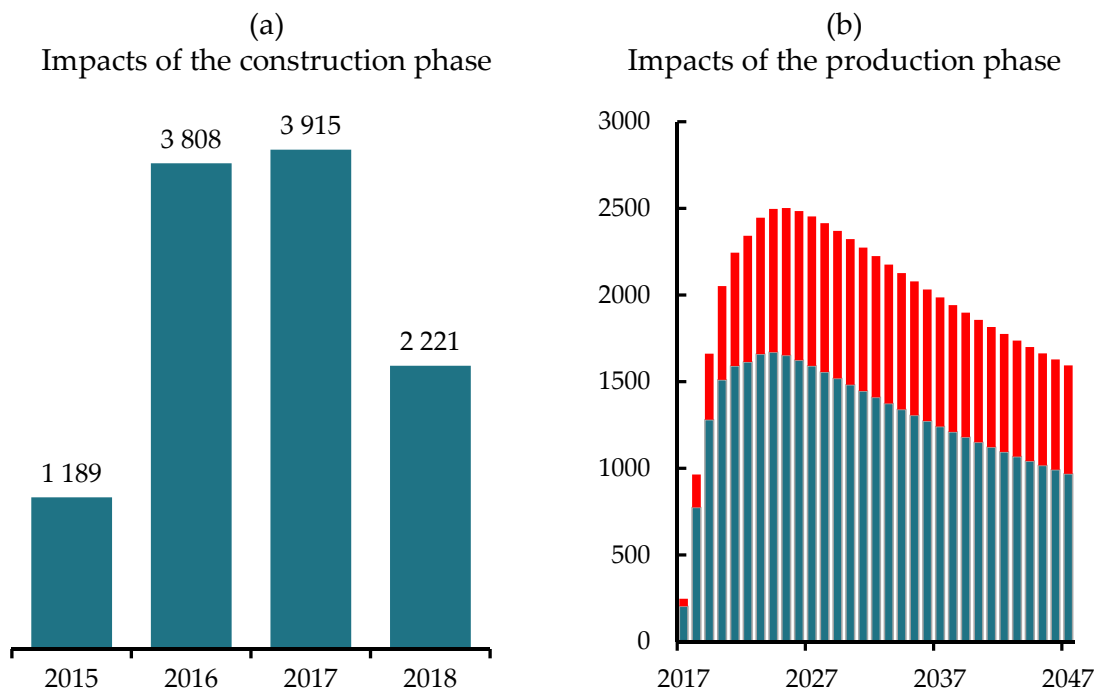 (a)
Impacts of the construction phase
3 915
3 808
2 221
1 189
2015 2016 2017 2018
(b)
Impacts of the production phase
3000
2500
2000
1500
1000
500
0
2017 2027 2037 2047